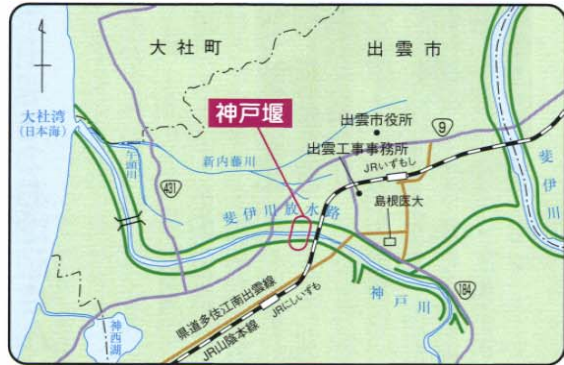 大社町
出雲市
大社湾
(日本海)
神戸堰
出雲市役所
9
出雲工事事務所
JRいずもし
新内藤川
午頭川
431
斐伊川放水路
島根医大
斐伊川
184
神戸川
県道多伎江南出雲線
JR山陰本線
JRにしいずも
神西湖